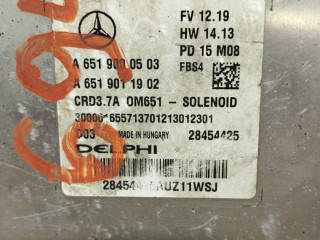 FV 12.19
HW 14.13
PD 15 M08
A 651 900 05 03
FBS4
A 651 901 19 02
CRD3.7A OM651 - SOLENOID
D03 MADE IN HUNGARY 28454425
DELPHI